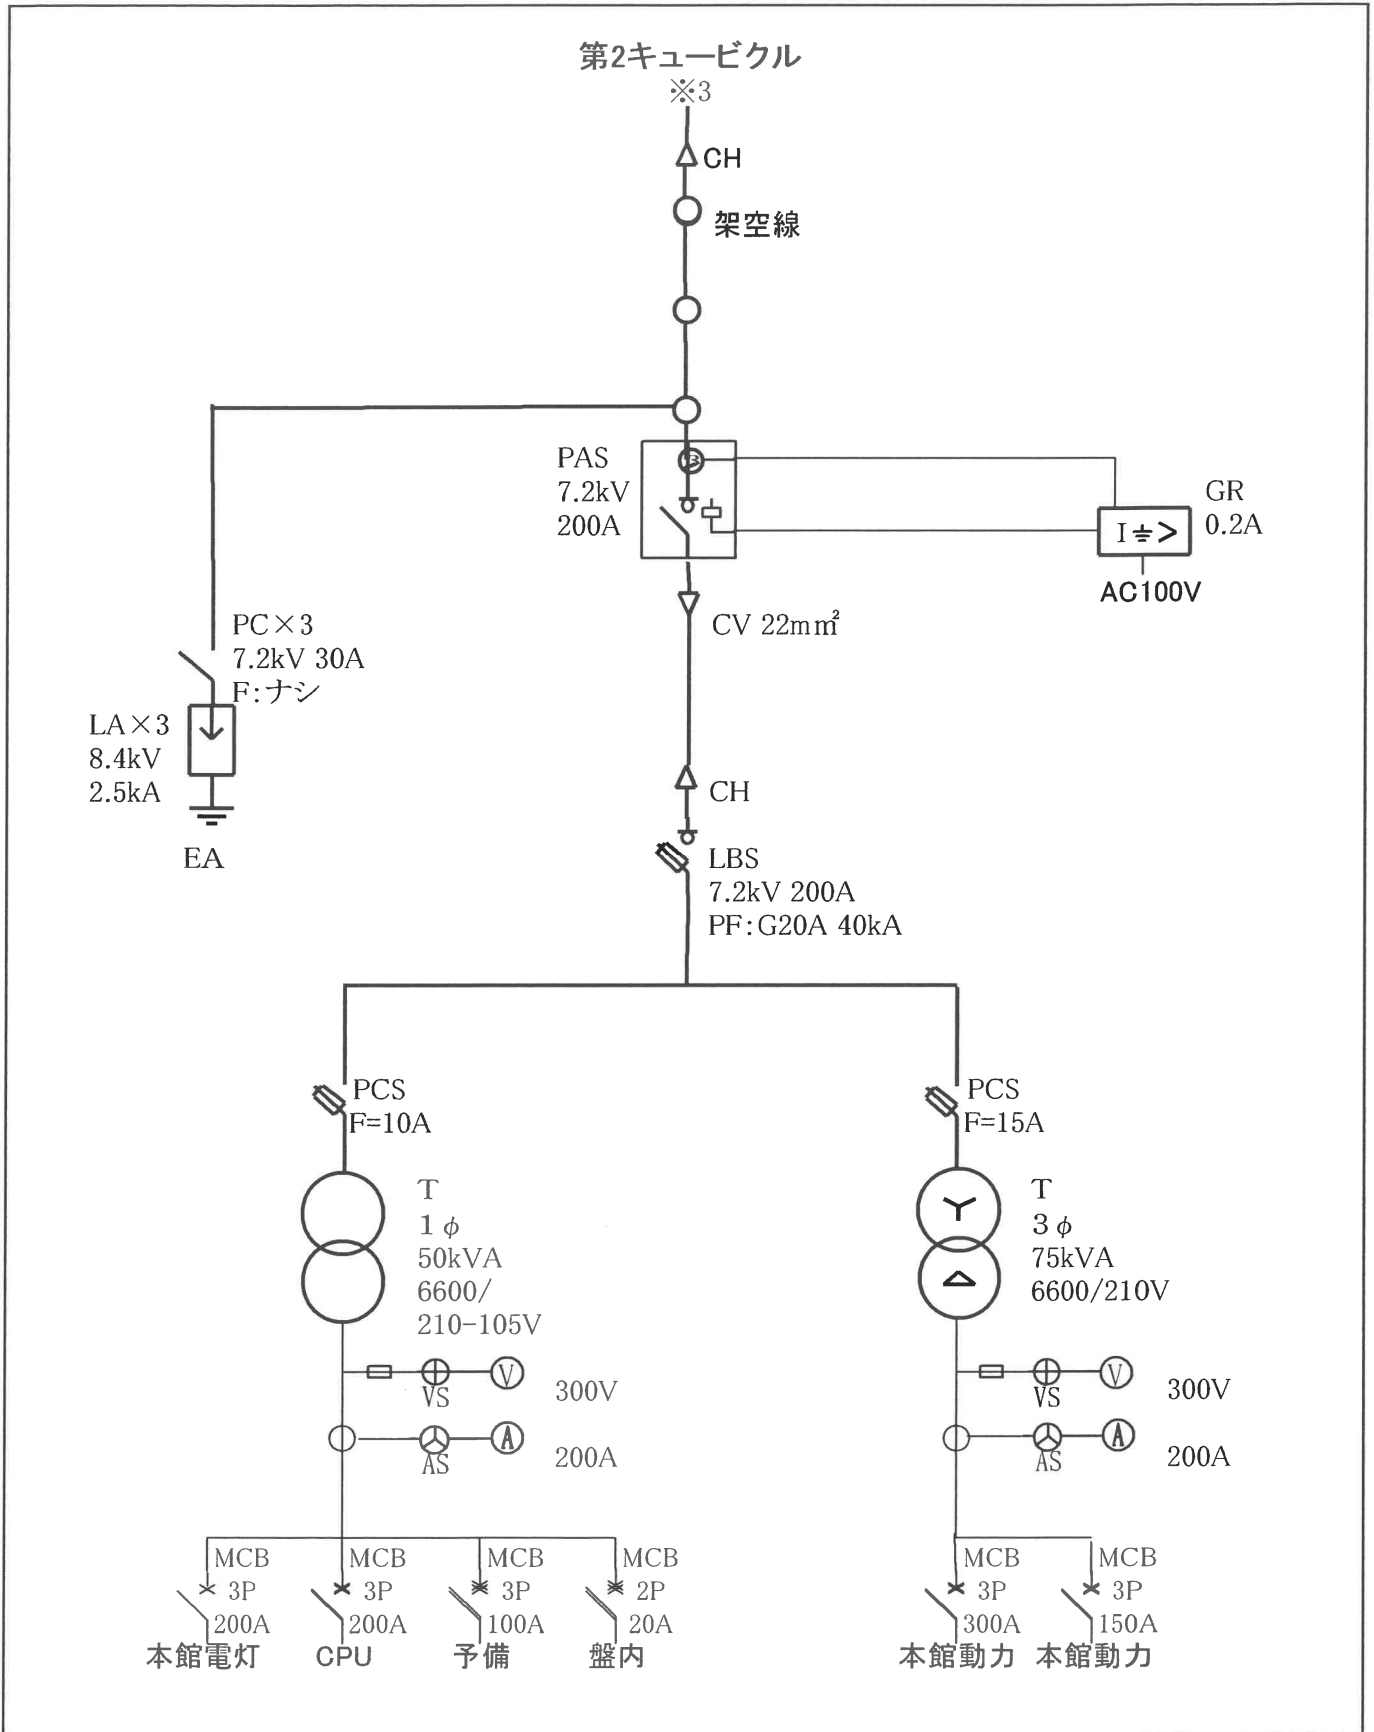 第2キュービクル
※3
CH
架空線
PAS
7.2kV
200A
GR
0.2A
I >
AC100V
CV 22mm²
PC×3
7.2kV 30A
F:ナシ
LA×3
8.4kV
2.5kA
EA
CH
LBS
7.2kV 200A
PF:G20A 40kA
PCS
F=10A
PCS
F=15A
T
1φ
50kVA
6600/
210-105V
T
3φ
75kVA
6600/210V
V
VS
300V
A
AS
200A
V
VS
300V
A
AS
200A
MCB
3P
200A
本館電灯
MCB
3P
200A
CPU
MCB
3P
100A
予備
MCB
2P
20A
盤内
MCB
3P
300A
本館動力
MCB
3P
150A
本館動力